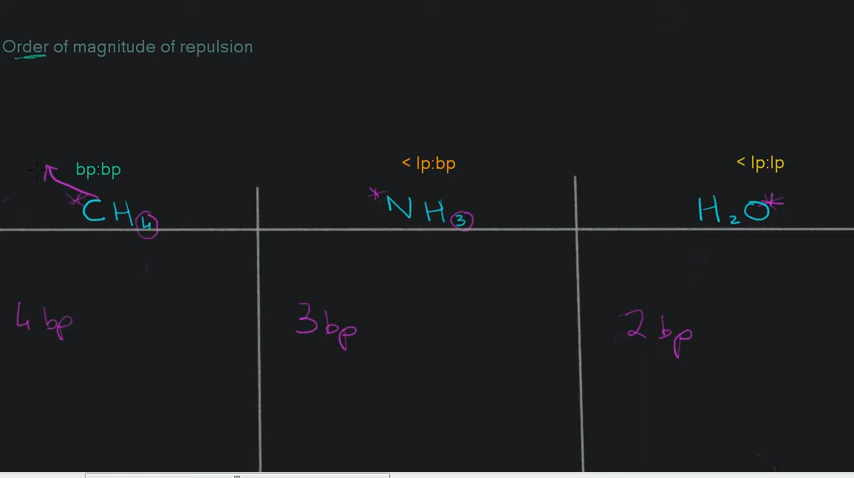 Order of magnitude of repulsion
bp:bp < lp:bp < lp:lp
*CH4 *NH3 H2O*
4 bp 3 bp 2 bp